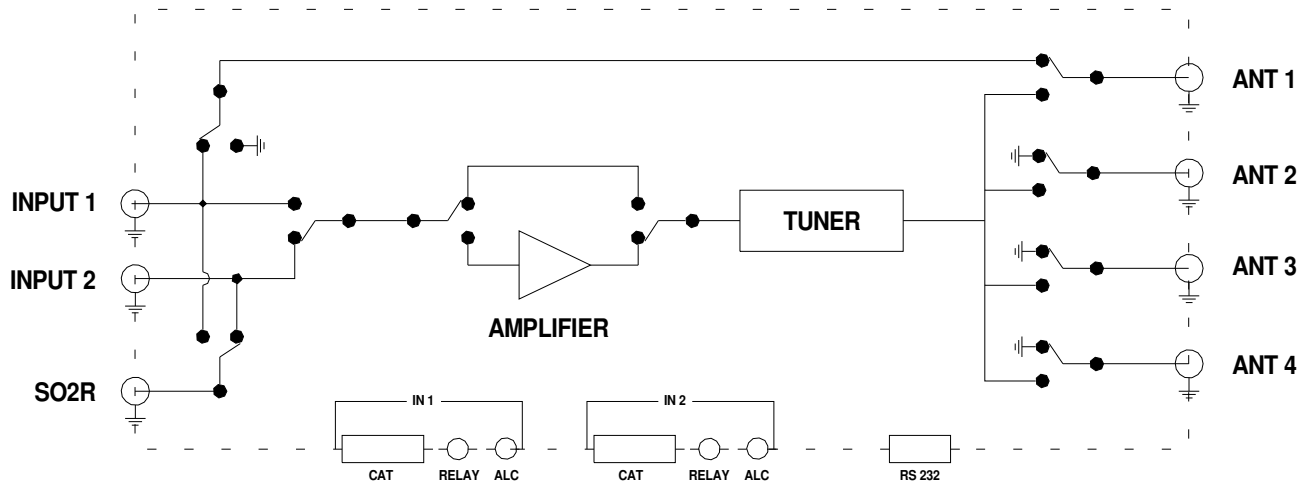 ANT 1
ANT 2
INPUT 1
TUNER
INPUT 2
ANT 3
AMPLIFIER
ANT 4
SO2R
IN 1
IN 2
CAT
RELAY
ALC
CAT
RELAY
ALC
RS 232